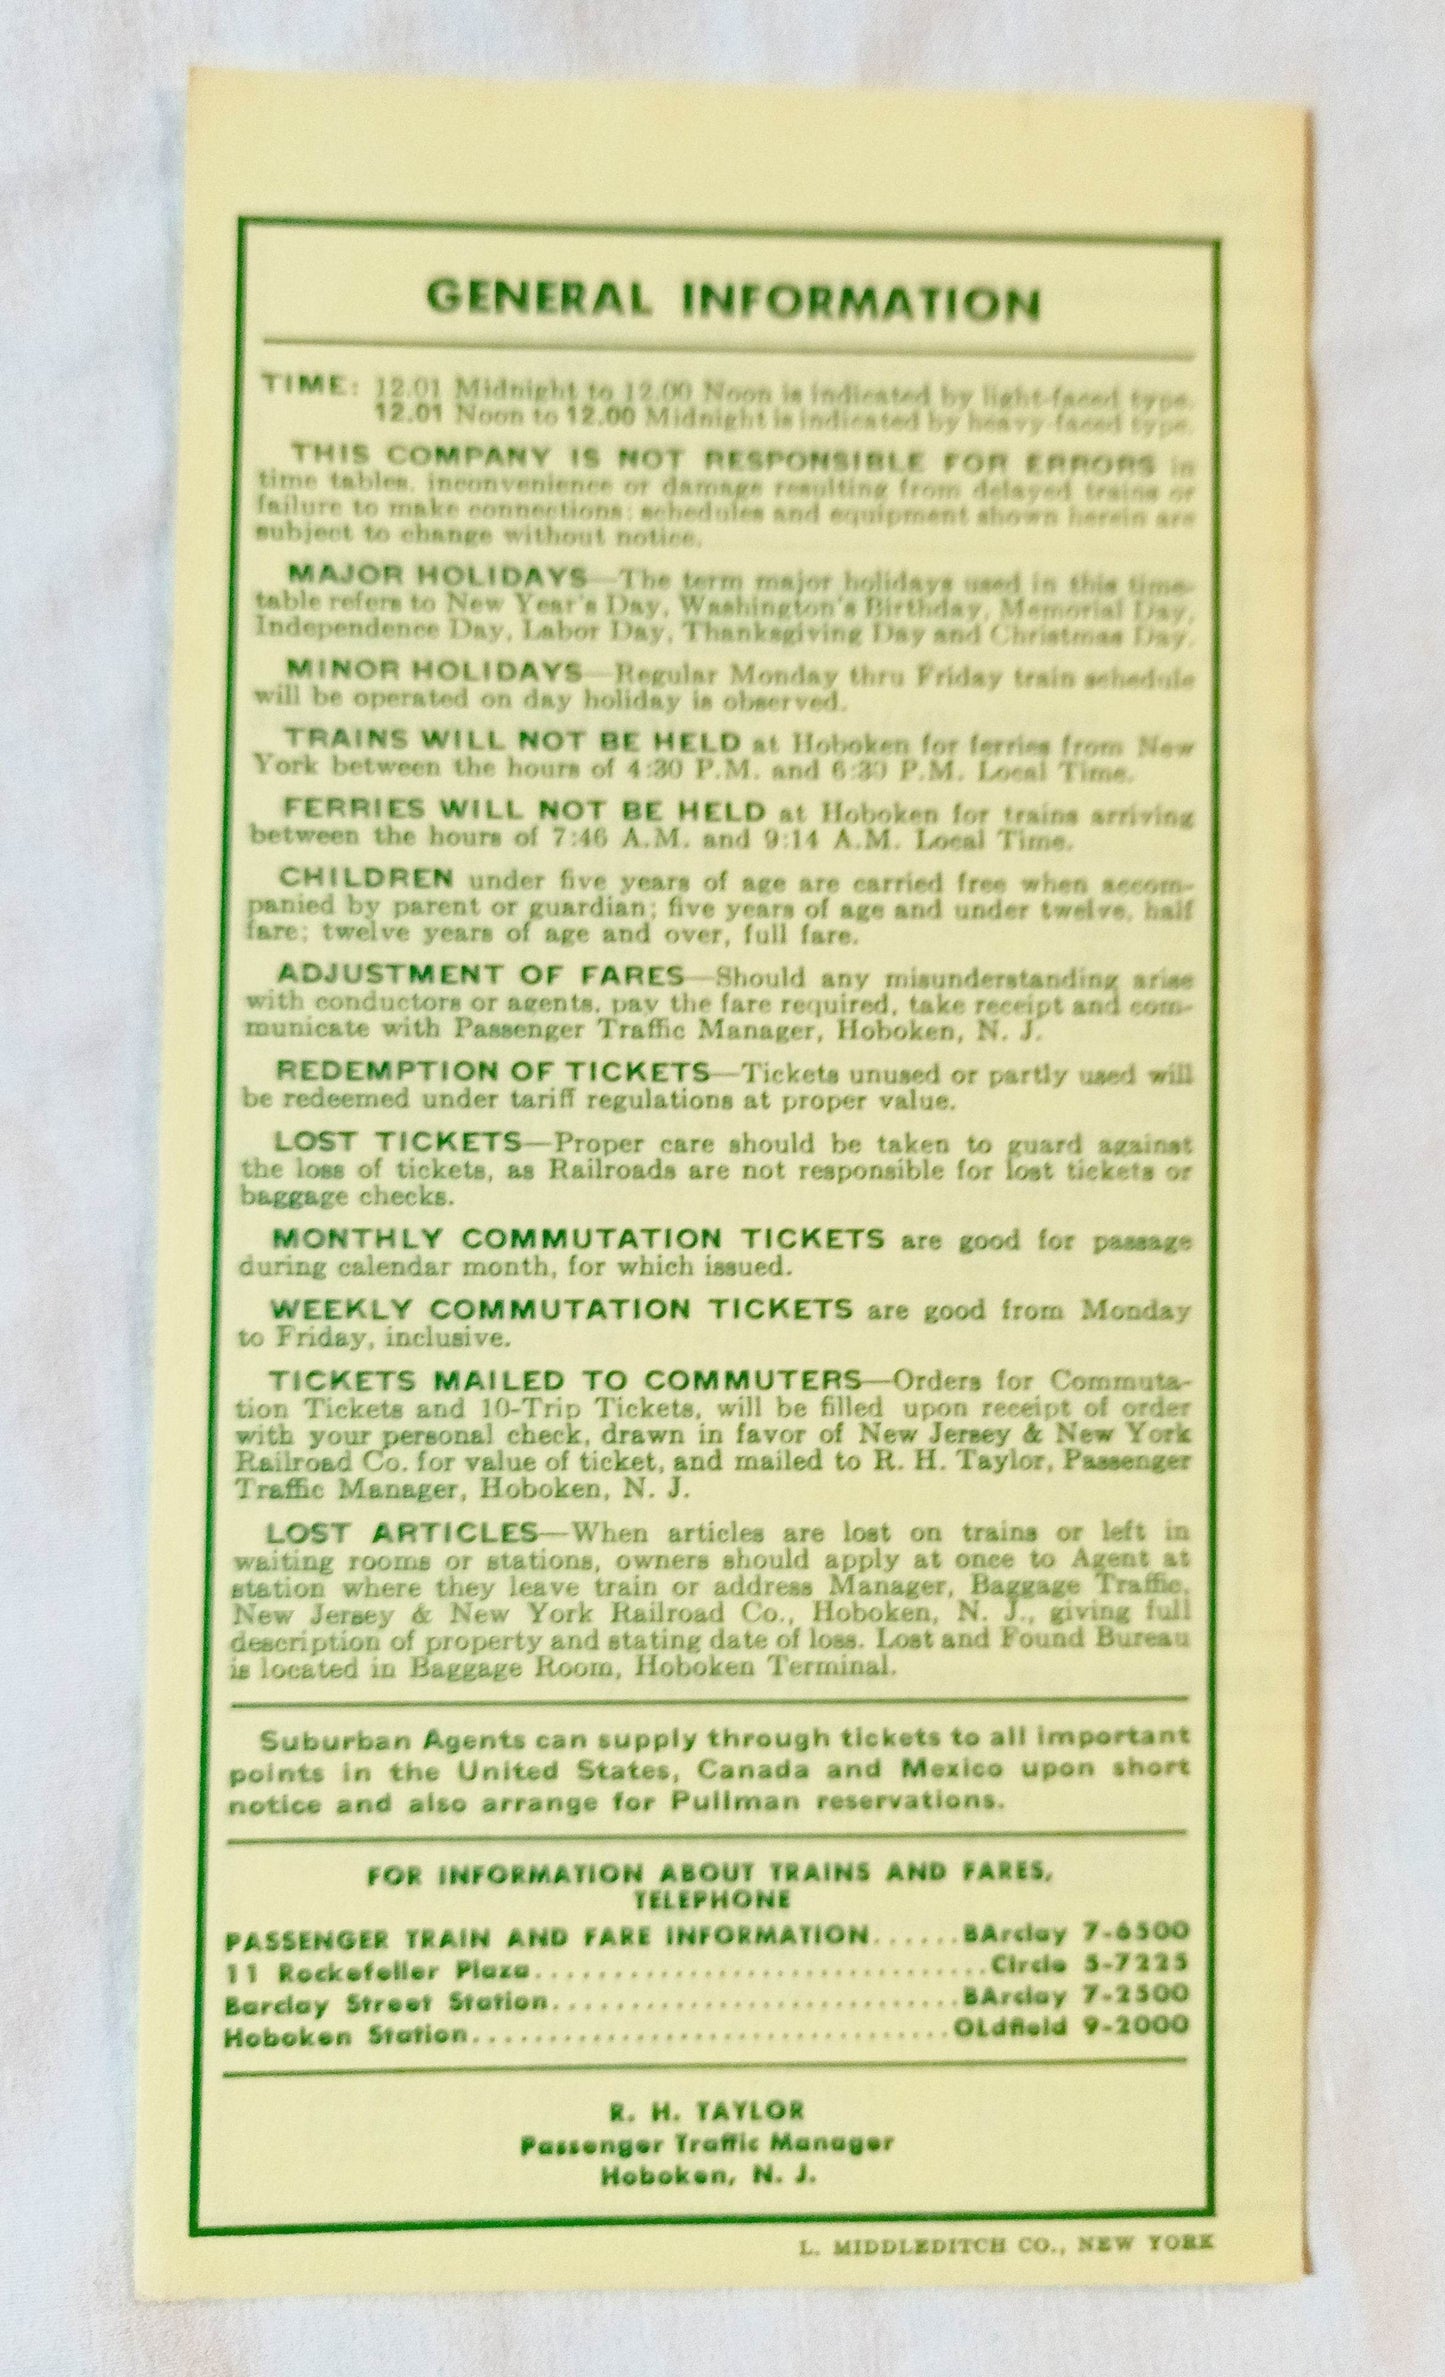 GENERAL INFORMATION
TIME: 12.01 Midnight to 12.00 Noon is indicated by light-faced type.
12.01 Noon to 12.00 Midnight is indicated by heavy-faced type.
THIS COMPANY IS NOT RESPONSIBLE FOR ERRORS in
time tables, inconvenience or damage resulting from delayed trains or
failure to make connections; schedules and equipment shown herein are
subject to change without notice.
MAJOR HOLIDAYS—The term major holidays used in this time-
table refers to New Year's Day, Washington's Birthday, Memorial Day,
Independence Day, Labor Day, Thanksgiving Day and Christmas Day.
MINOR HOLIDAYS—Regular Monday thru Friday train schedule
will be operated on day holiday is observed.
TRAINS WILL NOT BE HELD at Hoboken for ferries from New
York between the hours of 4:30 P.M. and 6:30 P.M. Local Time.
FERRIES WILL NOT BE HELD at Hoboken for trains arriving
between the hours of 7:46 A.M. and 9:14 A.M. Local Time.
CHILDREN under five years of age are carried free when accom-
panied by parent or guardian; five years of age and under twelve, half
fare; twelve years of age and over, full fare.
ADJUSTMENT OF FARES—Should any misunderstanding arise
with conductors or agents, pay the fare required, take receipt and com-
municate with Passenger Traffic Manager, Hoboken, N. J.
REDEMPTION OF TICKETS—Tickets unused or partly used will
be redeemed under tariff regulations at proper value.
LOST TICKETS—Proper care should be taken to guard against
the loss of tickets, as Railroads are not responsible for lost tickets or
baggage checks.
MONTHLY COMMUTATION TICKETS are good for passage
during calendar month, for which issued.
WEEKLY COMMUTATION TICKETS are good from Monday
to Friday, inclusive.
TICKETS MAILED TO COMMUTERS—Orders for Commuta-
tion Tickets and 10-Trip Tickets, will be filled upon receipt of order
with your personal check, drawn in favor of New Jersey & New York
Railroad Co. for value of ticket, and mailed to R. H. Taylor, Passenger
Traffic Manager, Hoboken, N. J.
LOST ARTICLES—When articles are lost on trains or left in
waiting rooms or stations, owners should apply at once to Agent at
station where they leave train or address Manager, Baggage Traffic,
New Jersey & New York Railroad Co., Hoboken, N. J., giving full
description of property and stating date of loss. Lost and Found Bureau
is located in Baggage Room, Hoboken Terminal.
Suburban Agents can supply through tickets to all important
points in the United States, Canada and Mexico upon short
notice and also arrange for Pullman reservations.
FOR INFORMATION ABOUT TRAINS AND FARES,
TELEPHONE
PASSENGER TRAIN AND FARE INFORMATION......BArclay 7-6500
11 Rockefeller Plaza................................Circle 5-7225
Barclay Street Station............................BArclay 7-2500
Hoboken Station..................................OLdfield 9-2000
R. H. TAYLOR
Passenger Traffic Manager
Hoboken, N. J.
L. MIDDLEDITCH CO., NEW YORK